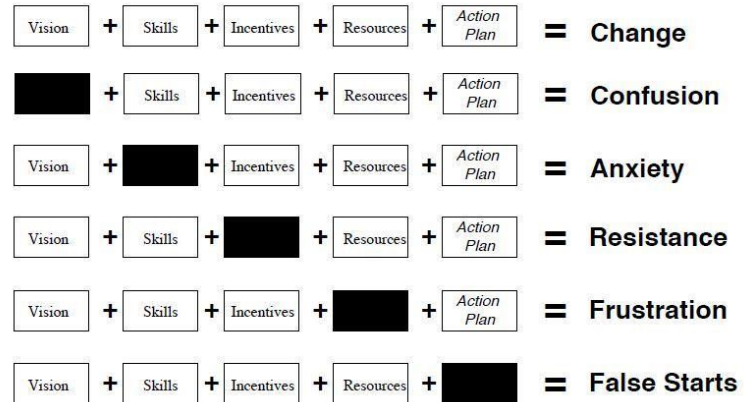 Vision + Skills + Incentives + Resources + Action Plan = Change
+ Skills + Incentives + Resources + Action Plan = Confusion
Vision + + Incentives + Resources + Action Plan = Anxiety
Vision + Skills + + Resources + Action Plan = Resistance
Vision + Skills + Incentives + + Action Plan = Frustration
Vision + Skills + Incentives + Resources + = False Starts